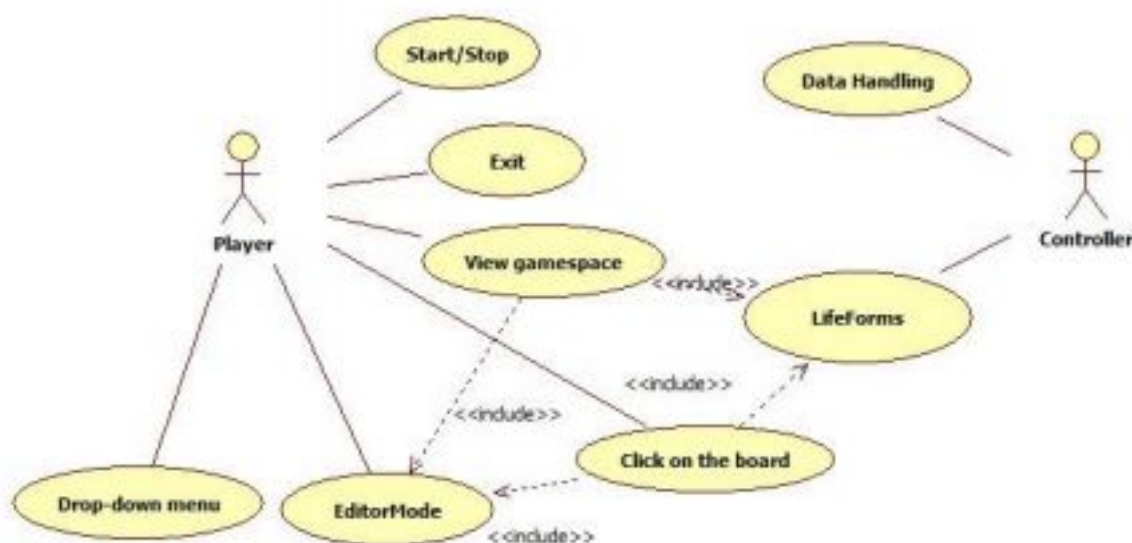 Start/Stop
Data Handling
Exit
Player
Controller
View gamespace
<<include>>
LifeForms
<<include>>
<<include>>
Click on the board
Drop-down menu
EditorMode
<<include>>